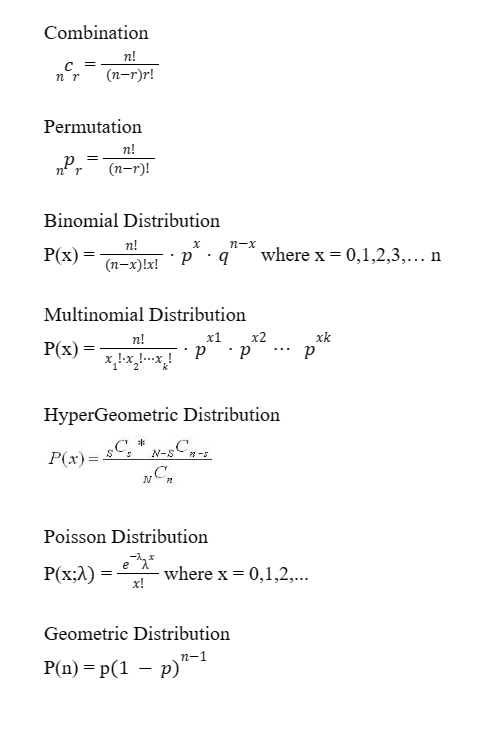 Combination
nCr = n!/(n−r)r!
Permutation
nPr = n!/(n−r)!
Binomial Distribution
P(x) = n!/(n−x)!x! · p^x · q^n−x where x = 0,1,2,3,... n
Multinomial Distribution
P(x) = n!/x₁!·x₂!···xₖ! · p^x1 · p^x2 ··· p^xk
HyperGeometric Distribution
P(x) = SCs * N−SCn−s / NCn
Poisson Distribution
P(x;λ) = e^−λ λ^x / x! where x = 0,1,2,...
Geometric Distribution
P(n) = p(1 − p)^n−1